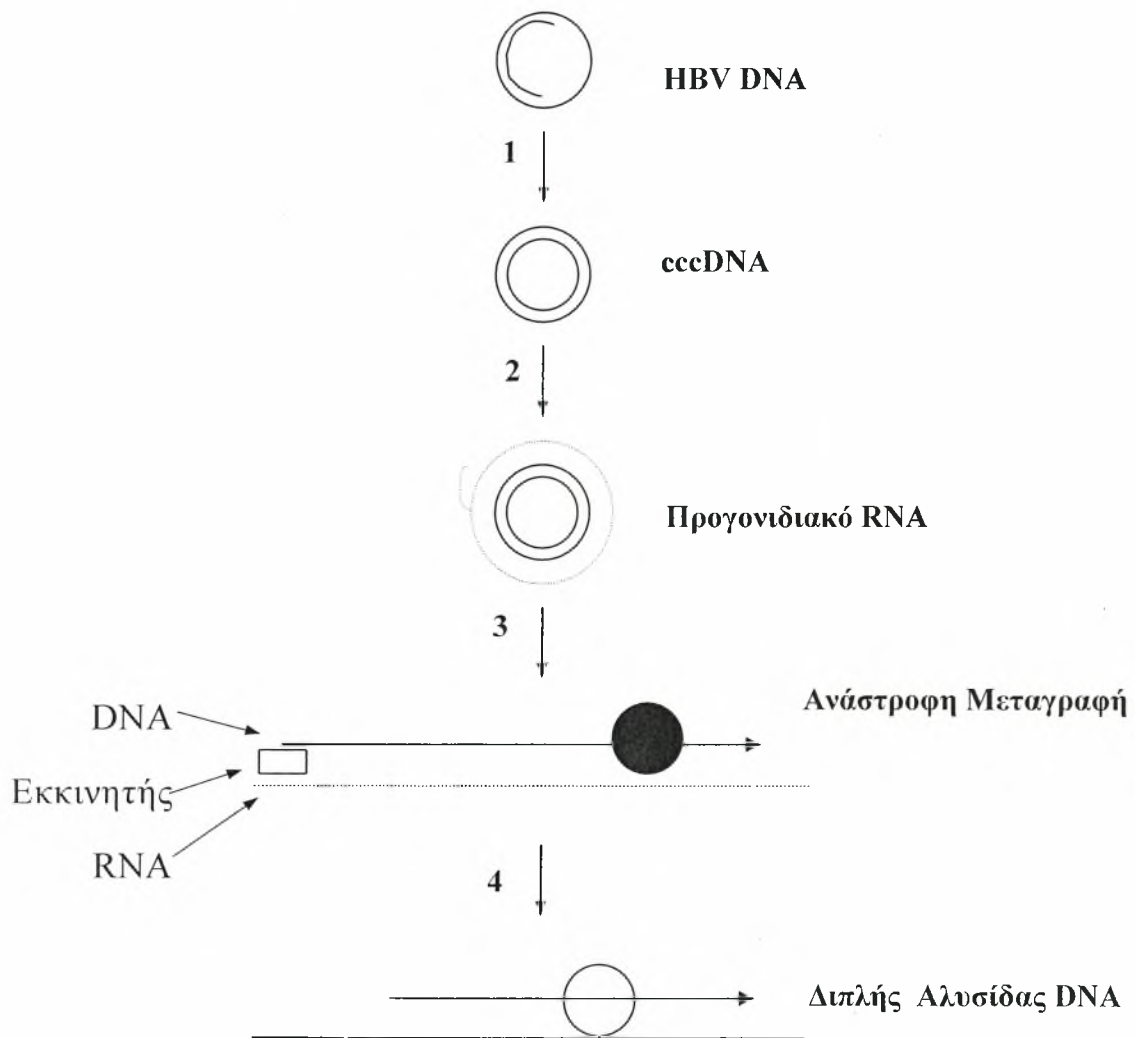 HBV DNA
1
cccDNA
2
Προγονιδιακό RNA
3
Ανάστροφη Μεταγραφή
DNA
Εκκινητής
RNA
4
Διπλής Αλυσίδας DNA